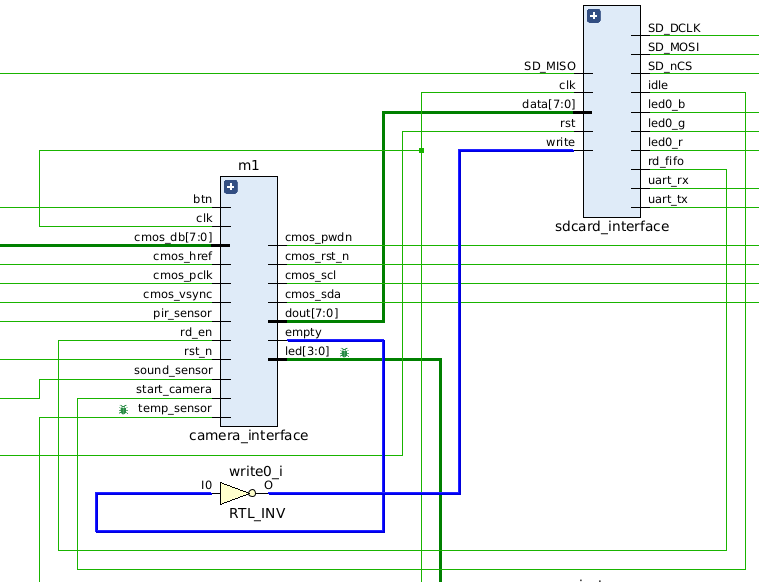 SD_DCLK
SD_MOSI
SD_MISO
SD_nCS
clk
idle
data[7:0]
led0_b
rst
led0_g
write
led0_r
rd_fifo
uart_rx
uart_tx
sdcard_interface
m1
btn
clk
cmos_db[7:0]
cmos_pwdn
cmos_href
cmos_rst_n
cmos_pclk
cmos_scl
cmos_vsync
cmos_sda
pir_sensor
dout[7:0]
rd_en
empty
rst_n
led[3:0]
sound_sensor
start_camera
temp_sensor
camera_interface
write0_i
I0
O
RTL_INV